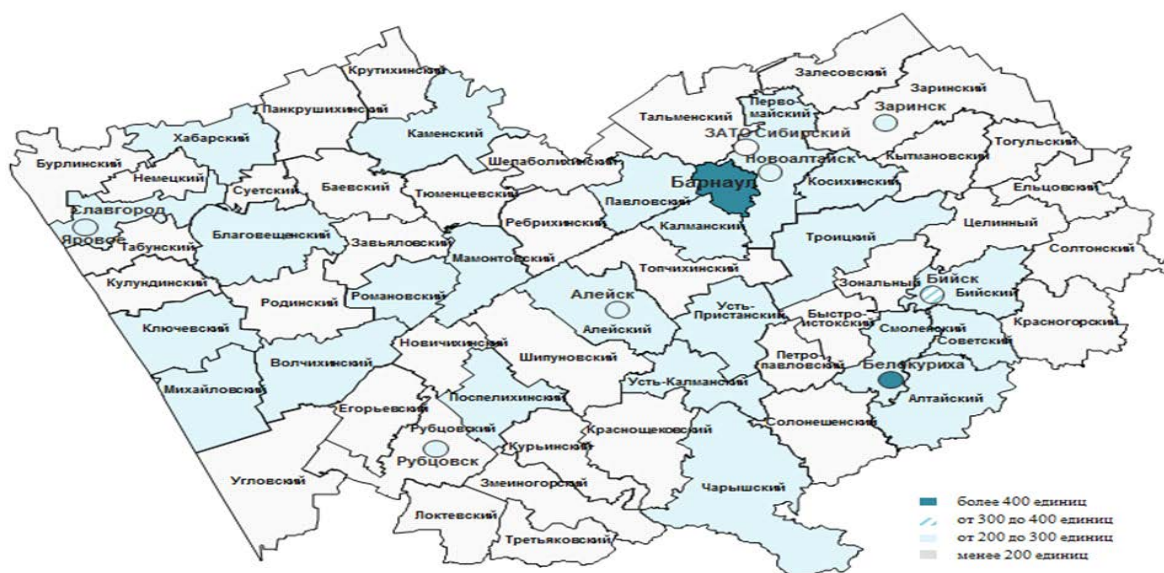 Крутихинский
Залесовский
Панкрушихинский
Заринский
Перво-
майский
Заринск
Тальменский
Каменский
ЗАТО Сибирский
Хабарский
Тогульский
Шелаболихинский
Новоалтайск
Кытмановский
Бурлинский
Немецкий
Суетский
Баевский
Тюменцевский
Барнаул
Косихинский
Ельцовский
Славгород
Павловский
Ребрихинский
Целинный
Яровое
Табунский
Благовещенский
Завьяловский
Калманский
Троицкий
Солтонский
Мамонтовский
Топчихинский
Кулундинский
Зональный
Бийск
Родинский
Романовский
Алейск
Бийский
Усть-
Пристанский
Быстро-
истокский
Красногорский
Ключевский
Алейский
Смоленский
Советский
Новичихинский
Волчихинский
Шипуновский
Петро-
павловский
Белокуриха
Михайловский
Усть-Калманский
Алтайский
Поспелихинский
Егорьевский
Солонешенский
Рубцовский
Краснощековский
Курьинский
Рубцовск
Угловский
Змеиногорский
Чарышский
Локтевский
Третьяковский
более 400 единиц
от 300 до 400 единиц
от 200 до 300 единиц
менее 200 единиц